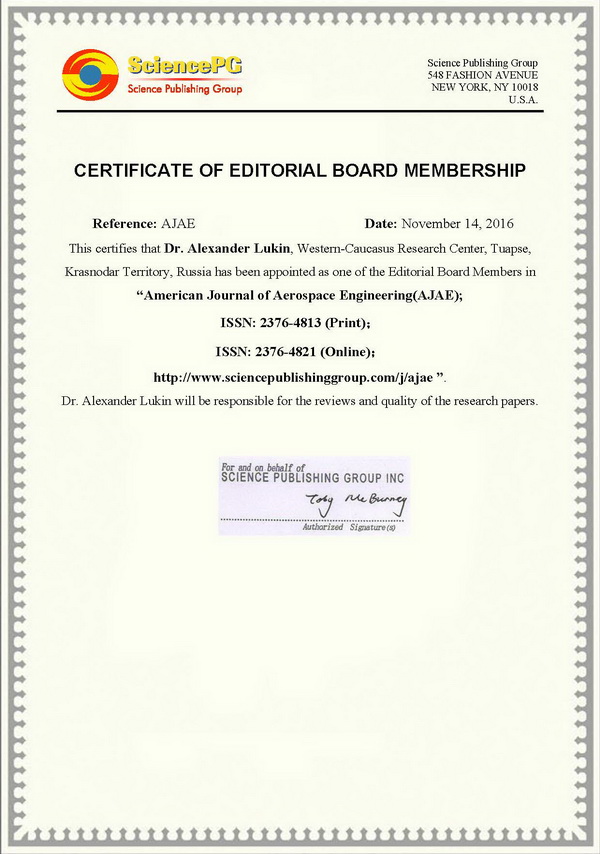 SciencePG
Science Publishing Group
Science Publishing Group
548 FASHION AVENUE
NEW YORK, NY 10018
U.S.A.
CERTIFICATE OF EDITORIAL BOARD MEMBERSHIP
Reference: AJAE Date: November 14, 2016
This certifies that Dr. Alexander Lukin, Western-Caucasus Research Center, Tuapse,
Krasnodar Territory, Russia has been appointed as one of the Editorial Board Members in
“American Journal of Aerospace Engineering(AJAE);
ISSN: 2376-4813 (Print);
ISSN: 2376-4821 (Online);
http://www.sciencepublishinggroup.com/j/ajae ”.
Dr. Alexander Lukin will be responsible for the reviews and quality of the research papers.
For and on behalf of
SCIENCE PUBLISHING GROUP INC
Toby McBurney
Authorized Signature(s)